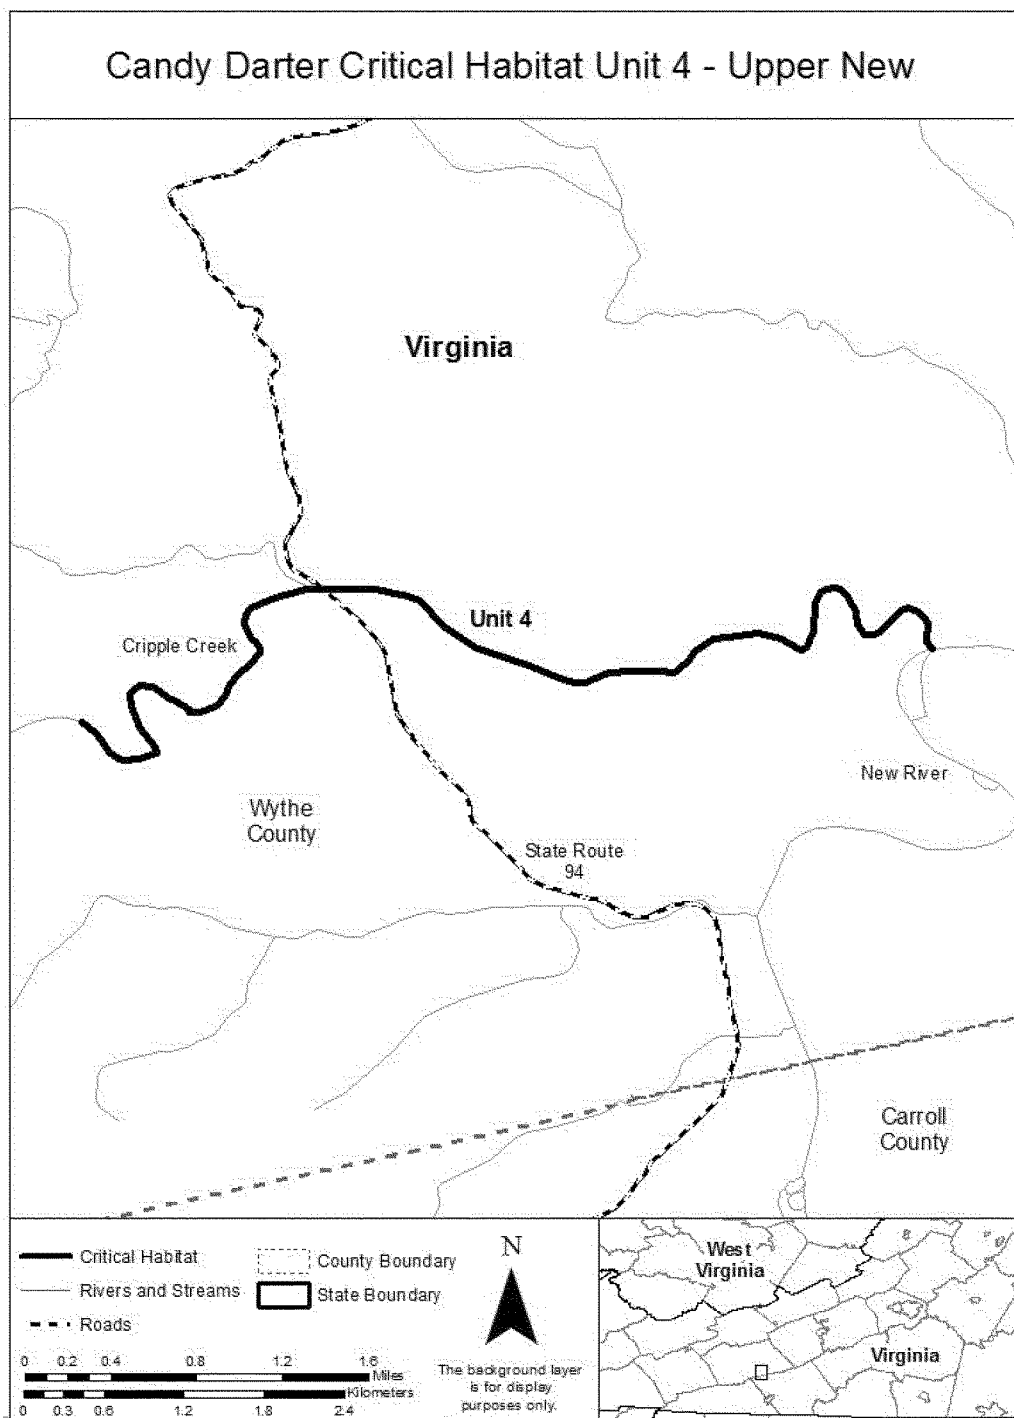 Candy Darter Critical Habitat Unit 4 - Upper New
Virginia
Unit 4
Cripple Creek
New River
Wythe
County
State Route
94
Carroll
County
Critical Habitat
Rivers and Streams
Roads
County Boundary
State Boundary
0 0.2 0.4 0.8 1.2 1.6
Miles
Kilometers
0 0.3 0.6 1.2 1.8 2.4
N
The background layer
is for display
purposes only.
West
Virginia
Virginia